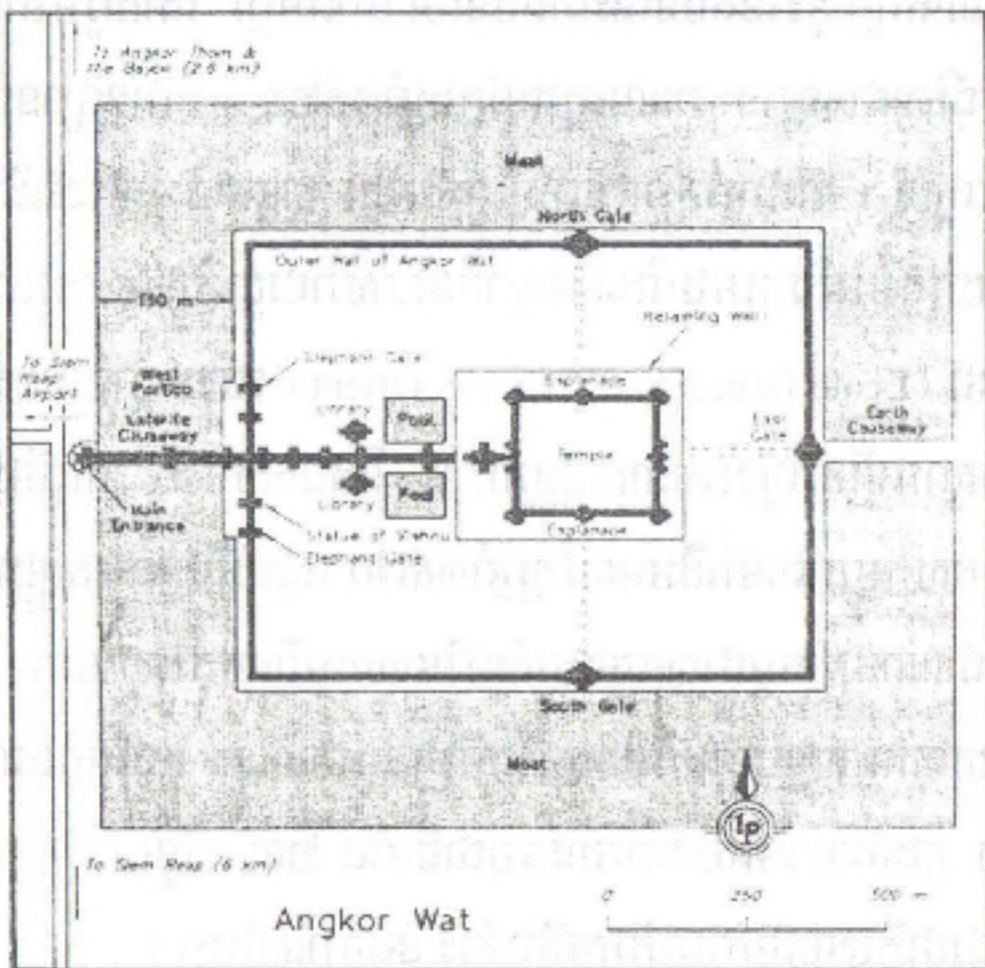 To Angkor Thom &
the Bayon (2.6 km)
Moat
North Gate
Outer Wall of Angkor Wat
190 m
Retaining Wall
To Siem
Reap
Airport
West
Portico
Elephant Gate
Esplanade
Laterite
Causeway
Library
Pool
East
Gate
Earth
Causeway
Temple
Main
Entrance
Library
Pool
Statue of Vishnu
Esplanade
Elephant Gate
South Gate
Moat
lp
To Siem Reap (6 km)
0 250 500 m
Angkor Wat